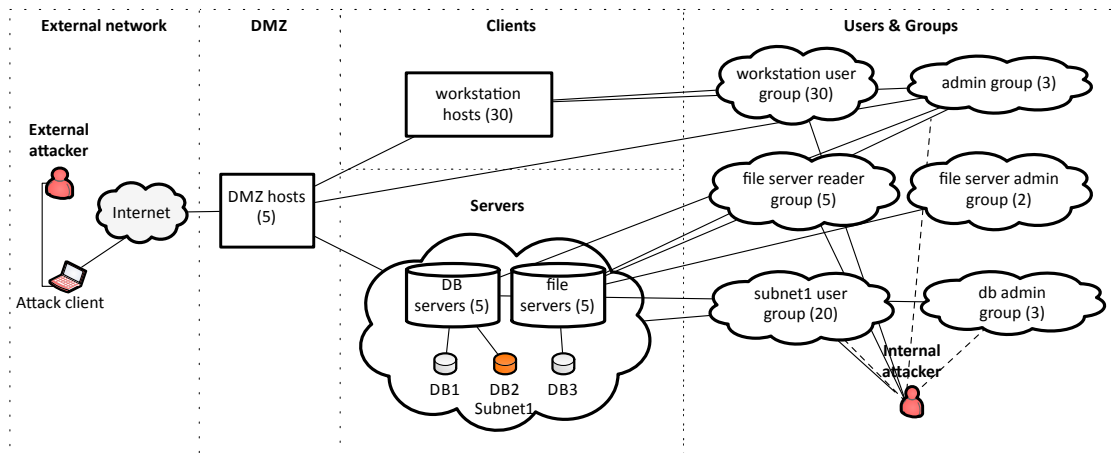 External network
DMZ
Clients
Users & Groups
External
attacker
Internet
Attack client
DMZ hosts
(5)
workstation
hosts (30)
Servers
DB
servers (5)
file
servers (5)
DB1
DB2
DB3
Subnet1
workstation user
group (30)
admin group (3)
file server reader
group (5)
file server admin
group (2)
subnet1 user
group (20)
db admin
group (3)
Internal
attacker